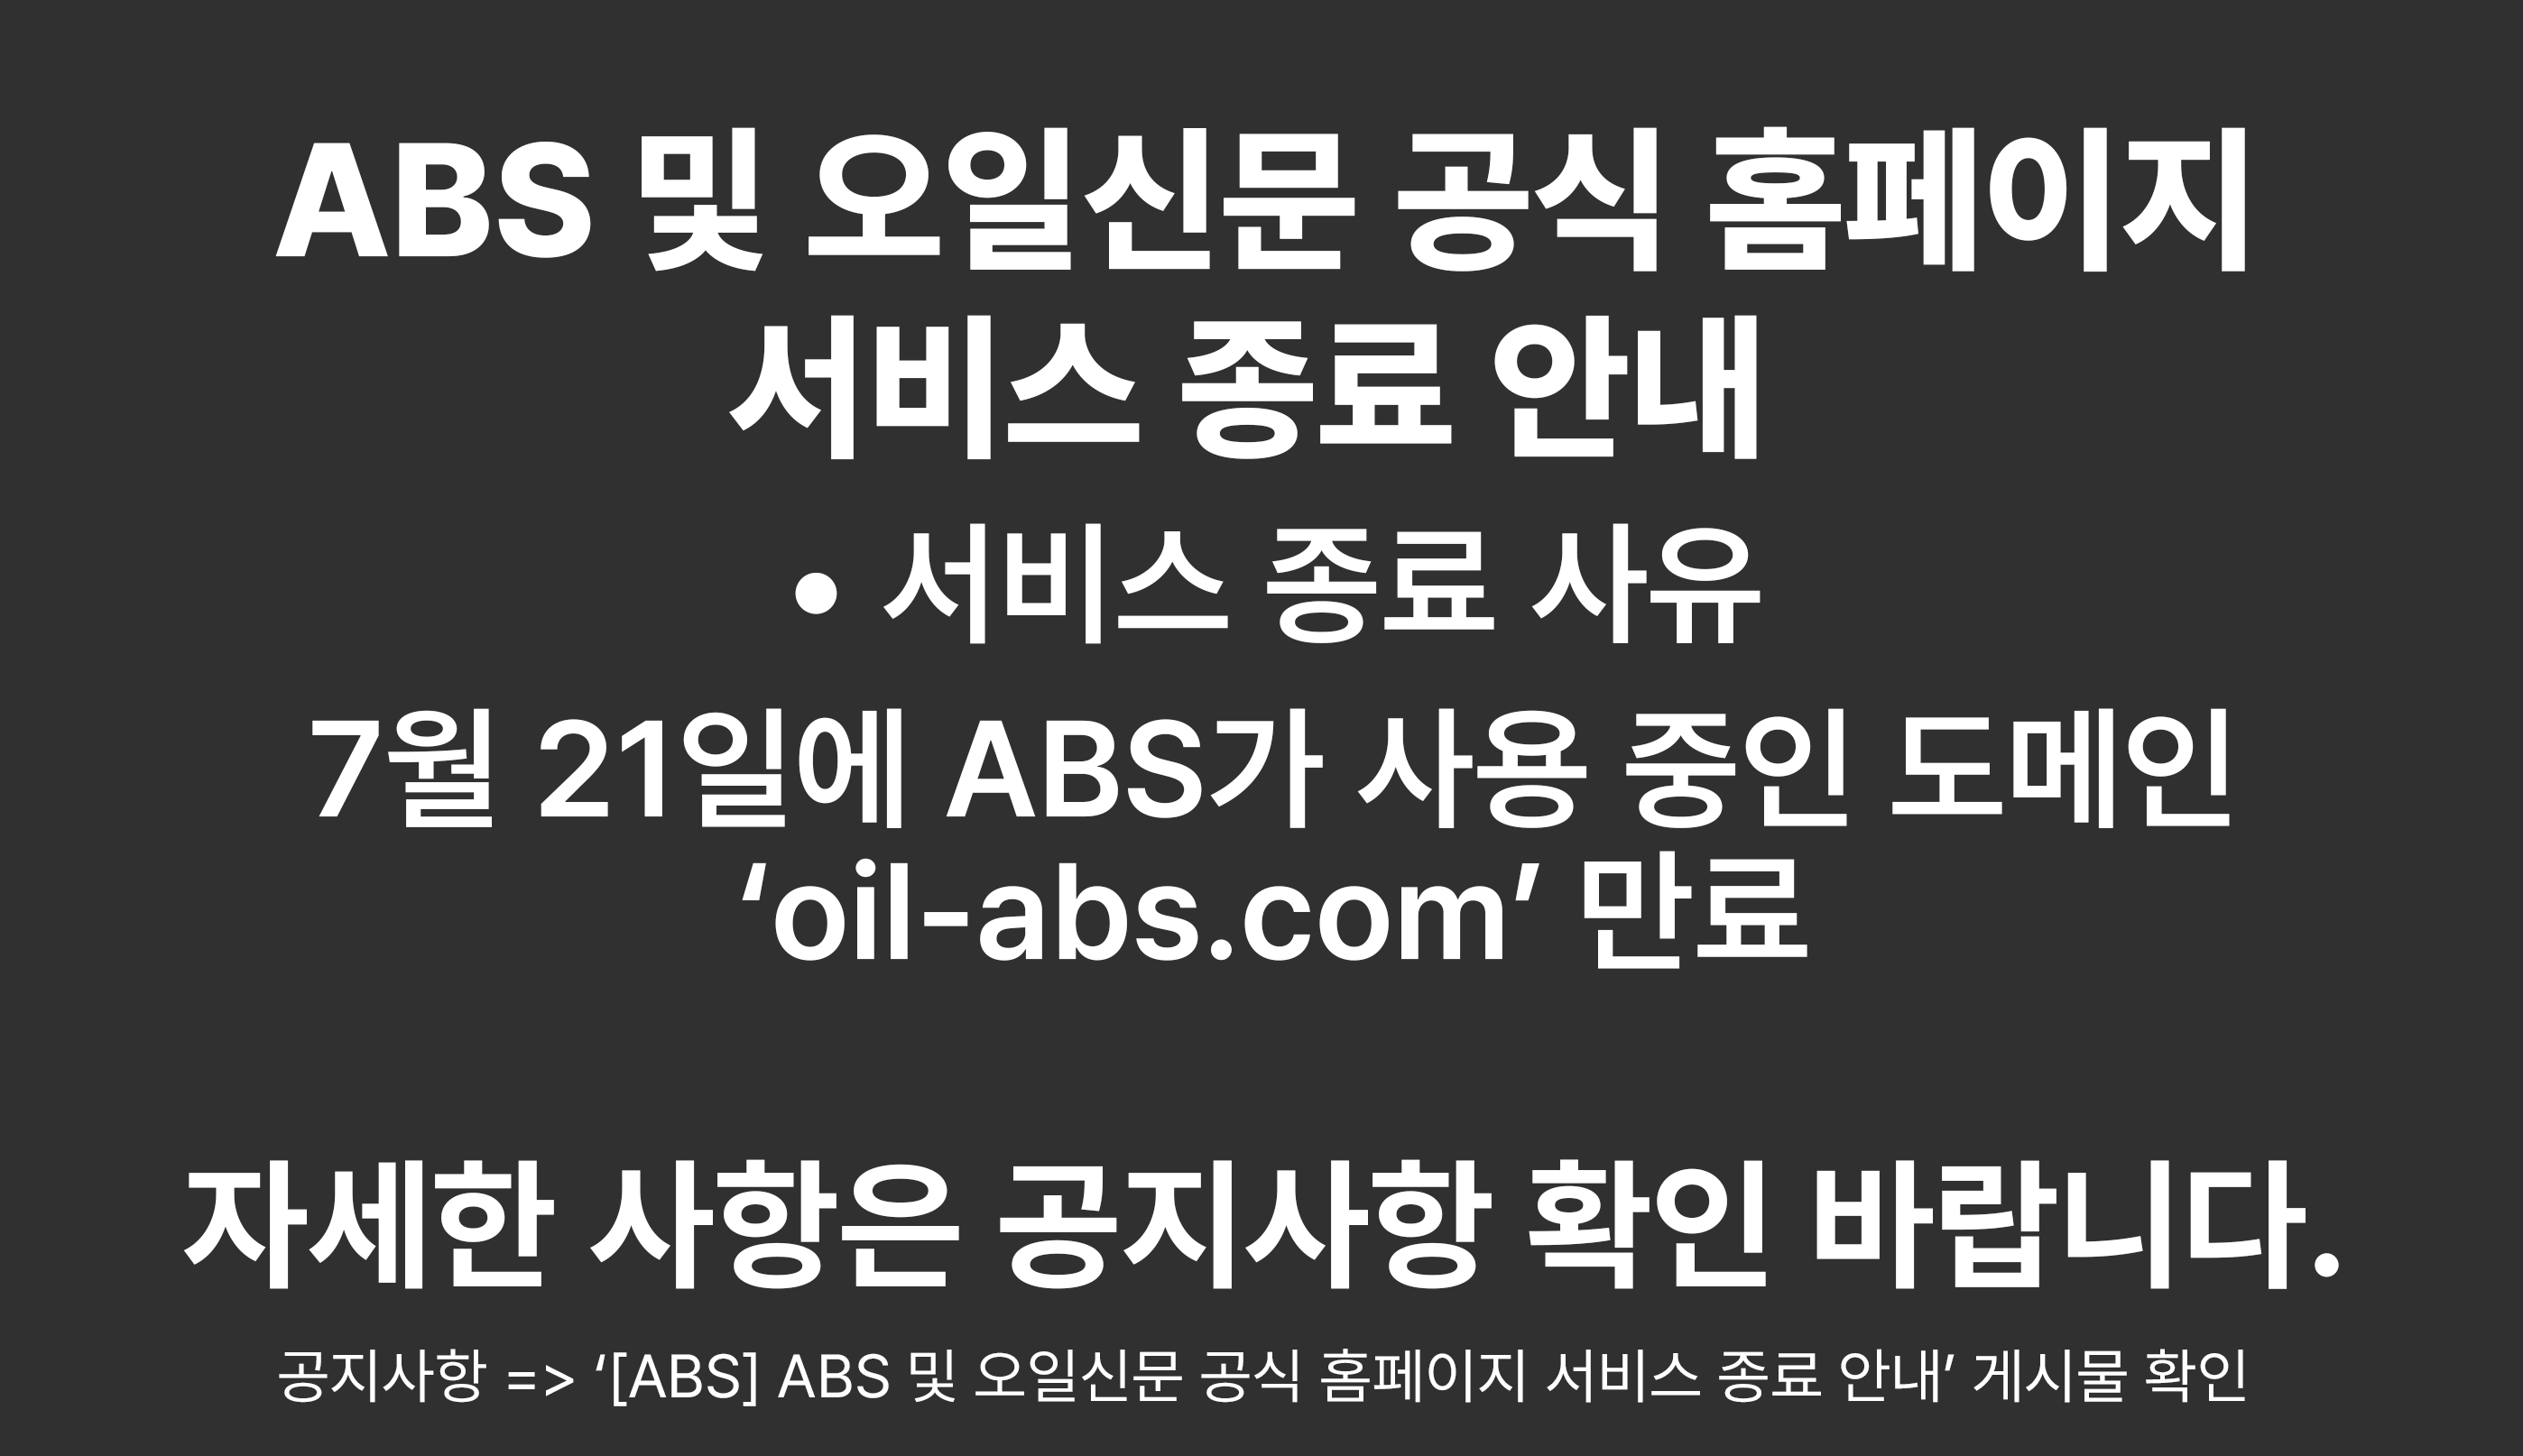 ABS 및 오일신문 공식 홈페이지
서비스 종료 안내
• 서비스 종료 사유
7월 21일에 ABS가 사용 중인 도메인
‘oil-abs.com’ 만료
자세한 사항은 공지사항 확인 바랍니다.
공지사항 => ‘[ABS] ABS 및 오일신문 공식 홈페이지 서비스 종료 안내’ 게시물확인